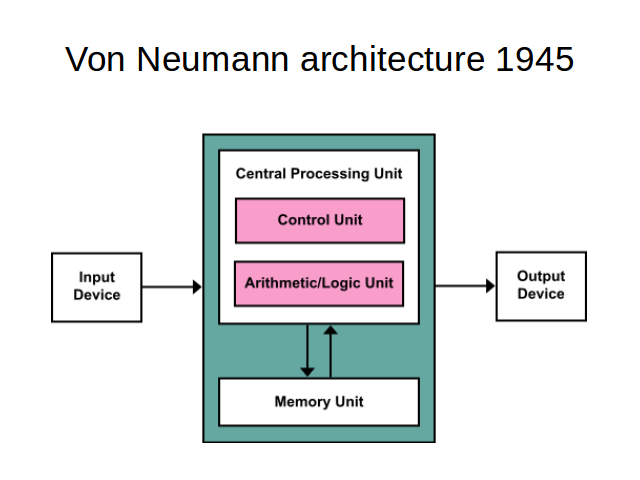 Von Neumann architecture 1945
Central Processing Unit
Control Unit
Arithmetic/Logic Unit
Input
Device
Output
Device
Memory Unit